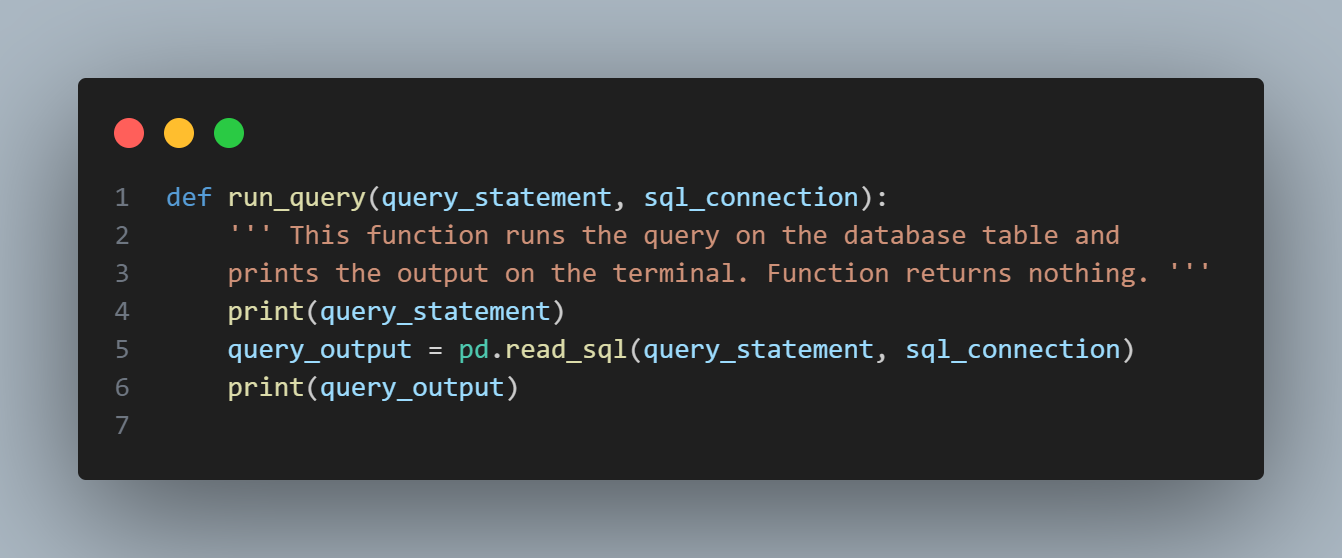 1 def run_query(query_statement, sql_connection):
2     ''' This function runs the query on the database table and
3     prints the output on the terminal. Function returns nothing. '''
4     print(query_statement)
5     query_output = pd.read_sql(query_statement, sql_connection)
6     print(query_output)
7